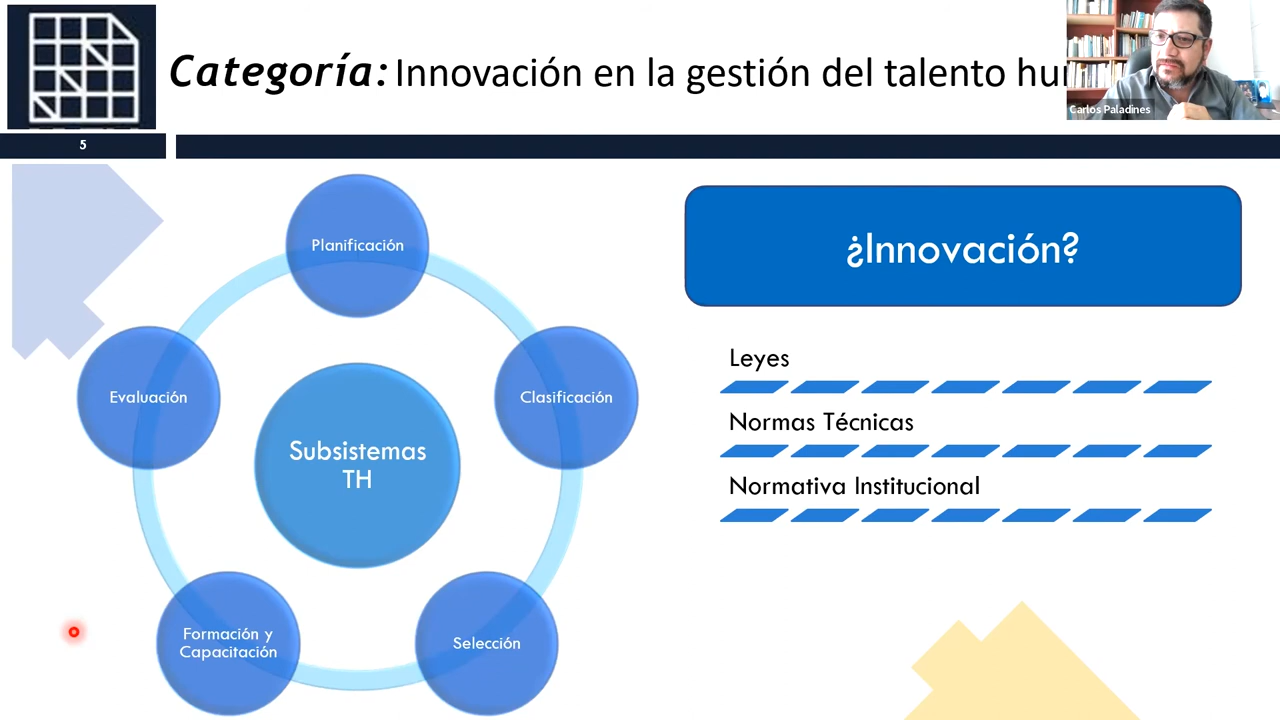 Categoría: Innovación en la gestión del talento hu
Carlos Paladines
5
Planificación
¿Innovación?
Leyes
Evaluación
Clasificación
Normas Técnicas
Subsistemas
TH
Normativa Institucional
Formación y
Capacitación
Selección